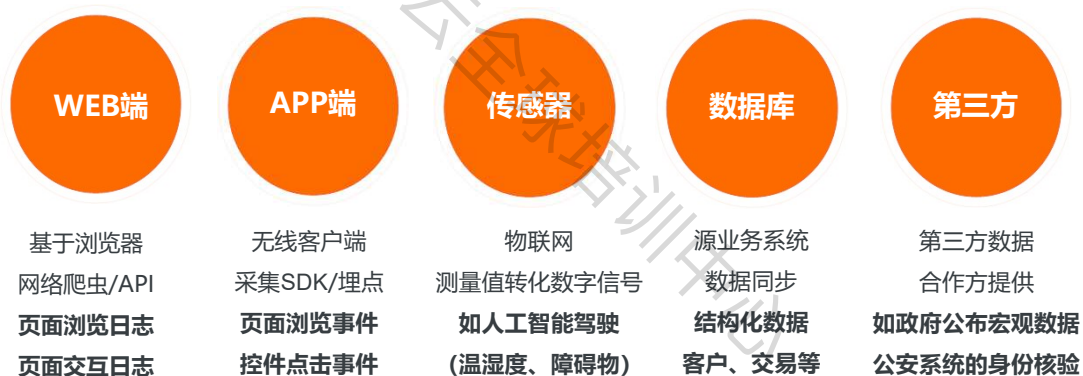 WEB端
APP端
传感器
数据库
第三方
基于浏览器
网络爬虫/API
页面浏览日志
页面交互日志
无线客户端
采集SDK/埋点
页面浏览事件
控件点击事件
物联网
测量值转化数字信号
如人工智能驾驶
(温湿度、障碍物)
源业务系统
数据同步
结构化数据
客户、交易等
第三方数据
合作方提供
如政府公布宏观数据
公安系统的身份核验
云全球培训中心